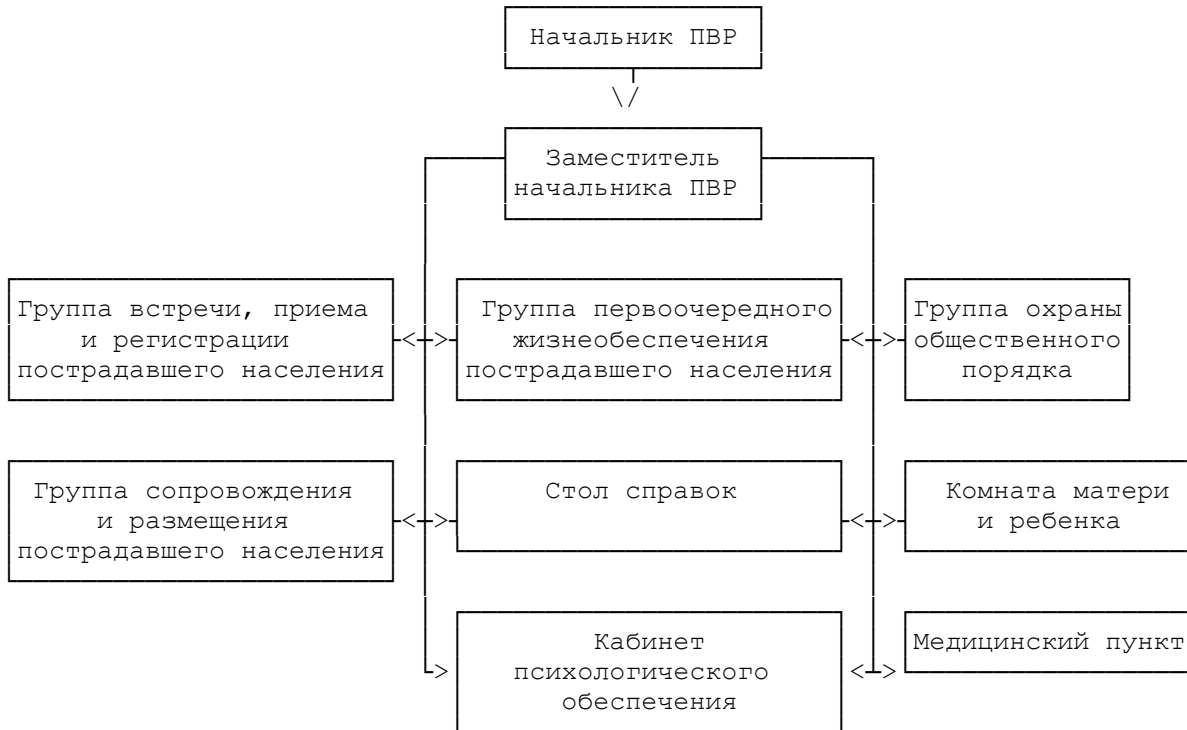 Начальник ПВР
Заместитель
начальника ПВР
Группа встречи, приема
и регистрации
пострадавшего населения
Группа первоочередного
жизнеобеспечения
пострадавшего населения
Группа охраны
общественного
порядка
Группа сопровождения
и размещения
пострадавшего населения
Стол справок
Комната матери
и ребенка
Кабинет
психологического
обеспечения
Медицинский пункт